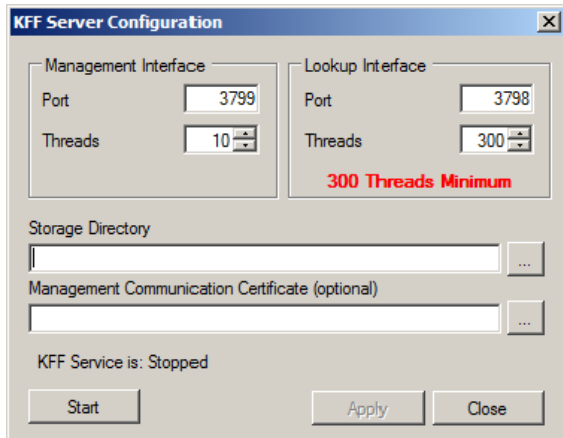 KFF Server Configuration
Management Interface
Port 3799
Threads 10
Lookup Interface
Port 3798
Threads 300
300 Threads Minimum
Storage Directory
...
Management Communication Certificate (optional)
...
KFF Service is: Stopped
Start Apply Close